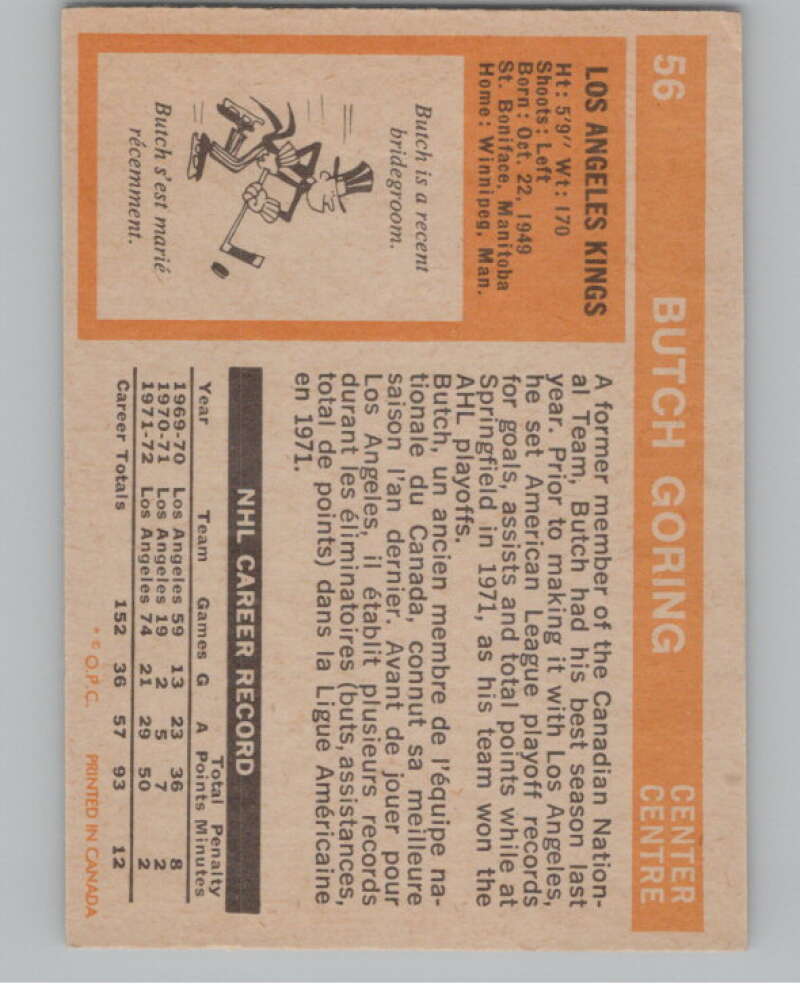 56 BUTCH GORING CENTER
CENTRE
LOS ANGELES KINGS
Ht: 5'9" Wt: 170
Shoots: Left
Born: Oct. 22, 1949
St. Boniface, Manitoba
Home: Winnipeg, Man.
Butch is a recent
bridegroom.
Butch s'est marié
récemment.
A former member of the Canadian Nation-
al Team, Butch had his best season last
year. Prior to making it with Los Angeles,
he set American League playoff records
for goals, assists and total points while at
Springfield in 1971, as his team won the
AHL playoffs.
Butch, un ancien membre de l'équipe na-
tionale du Canada, connut sa meilleure
saison l'an dernier. Avant de jouer pour
Los Angeles, il établit plusieurs records
durant les éliminatoires (buts, assistances,
total de points) dans la Ligue Américaine
en 1971.
NHL CAREER RECORD
Total Penalty
Year Team Games G A Points Minutes
1969-70 Los Angeles 59 13 23 36 8
1970-71 Los Angeles 19 2 5 7 2
1971-72 Los Angeles 74 21 29 50 2
Career Totals 152 36 57 93 12
* © O.P.C. PRINTED IN CANADA